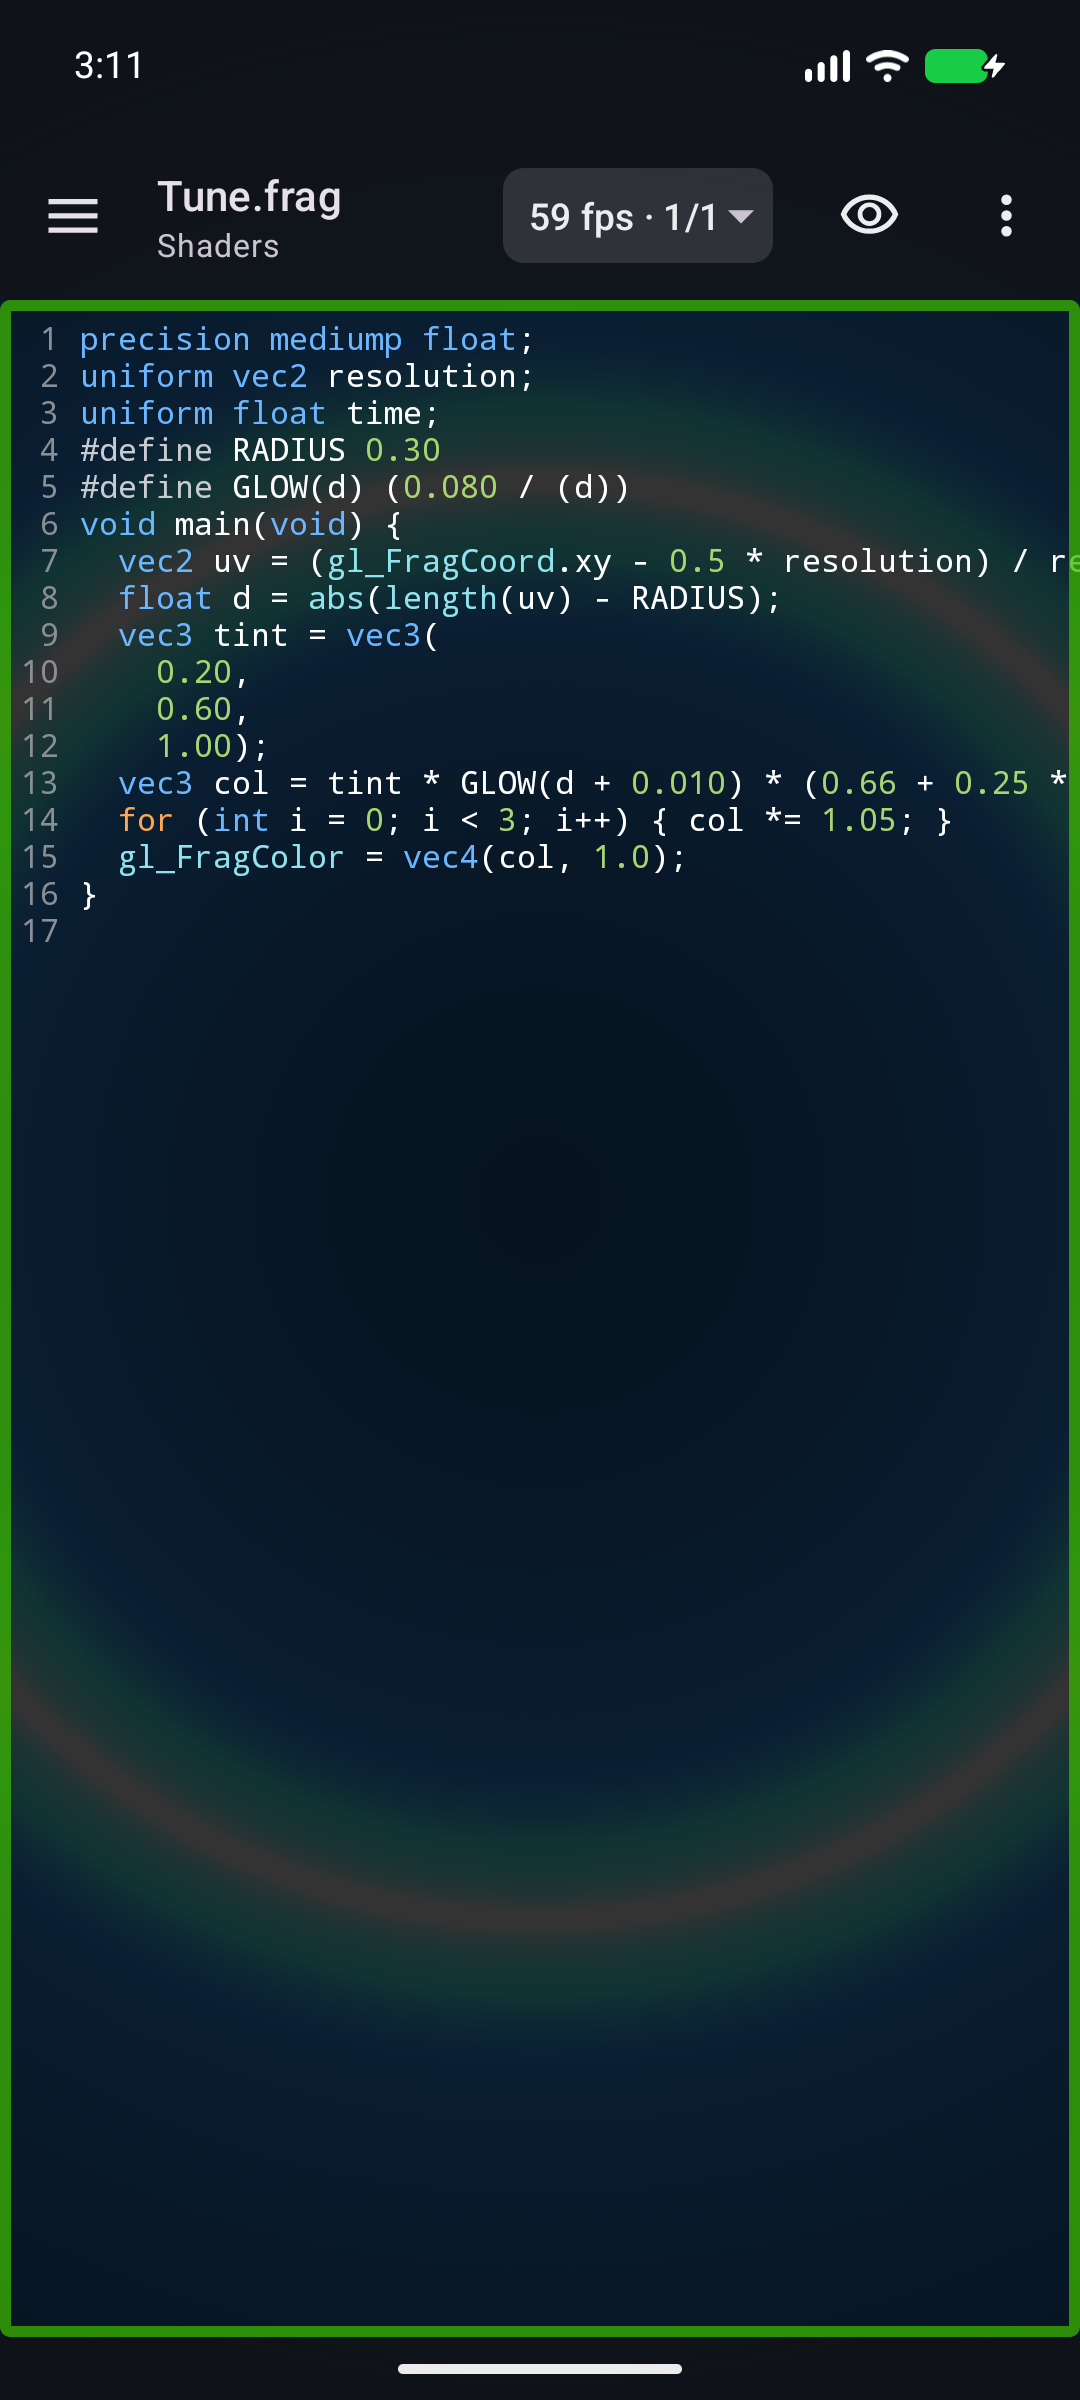 3:11
Tune.frag
Shaders
59 fps · 1/1
1 precision mediump float;
2 uniform vec2 resolution;
3 uniform float time;
4 #define RADIUS 0.30
5 #define GLOW(d) (0.080 / (d))
6 void main(void) {
7   vec2 uv = (gl_FragCoord.xy - 0.5 * resolution) / re
8   float d = abs(length(uv) - RADIUS);
9   vec3 tint = vec3(
10     0.20,
11     0.60,
12     1.00);
13   vec3 col = tint * GLOW(d + 0.010) * (0.66 + 0.25 *
14   for (int i = 0; i < 3; i++) { col *= 1.05; }
15   gl_FragColor = vec4(col, 1.0);
16 }
17